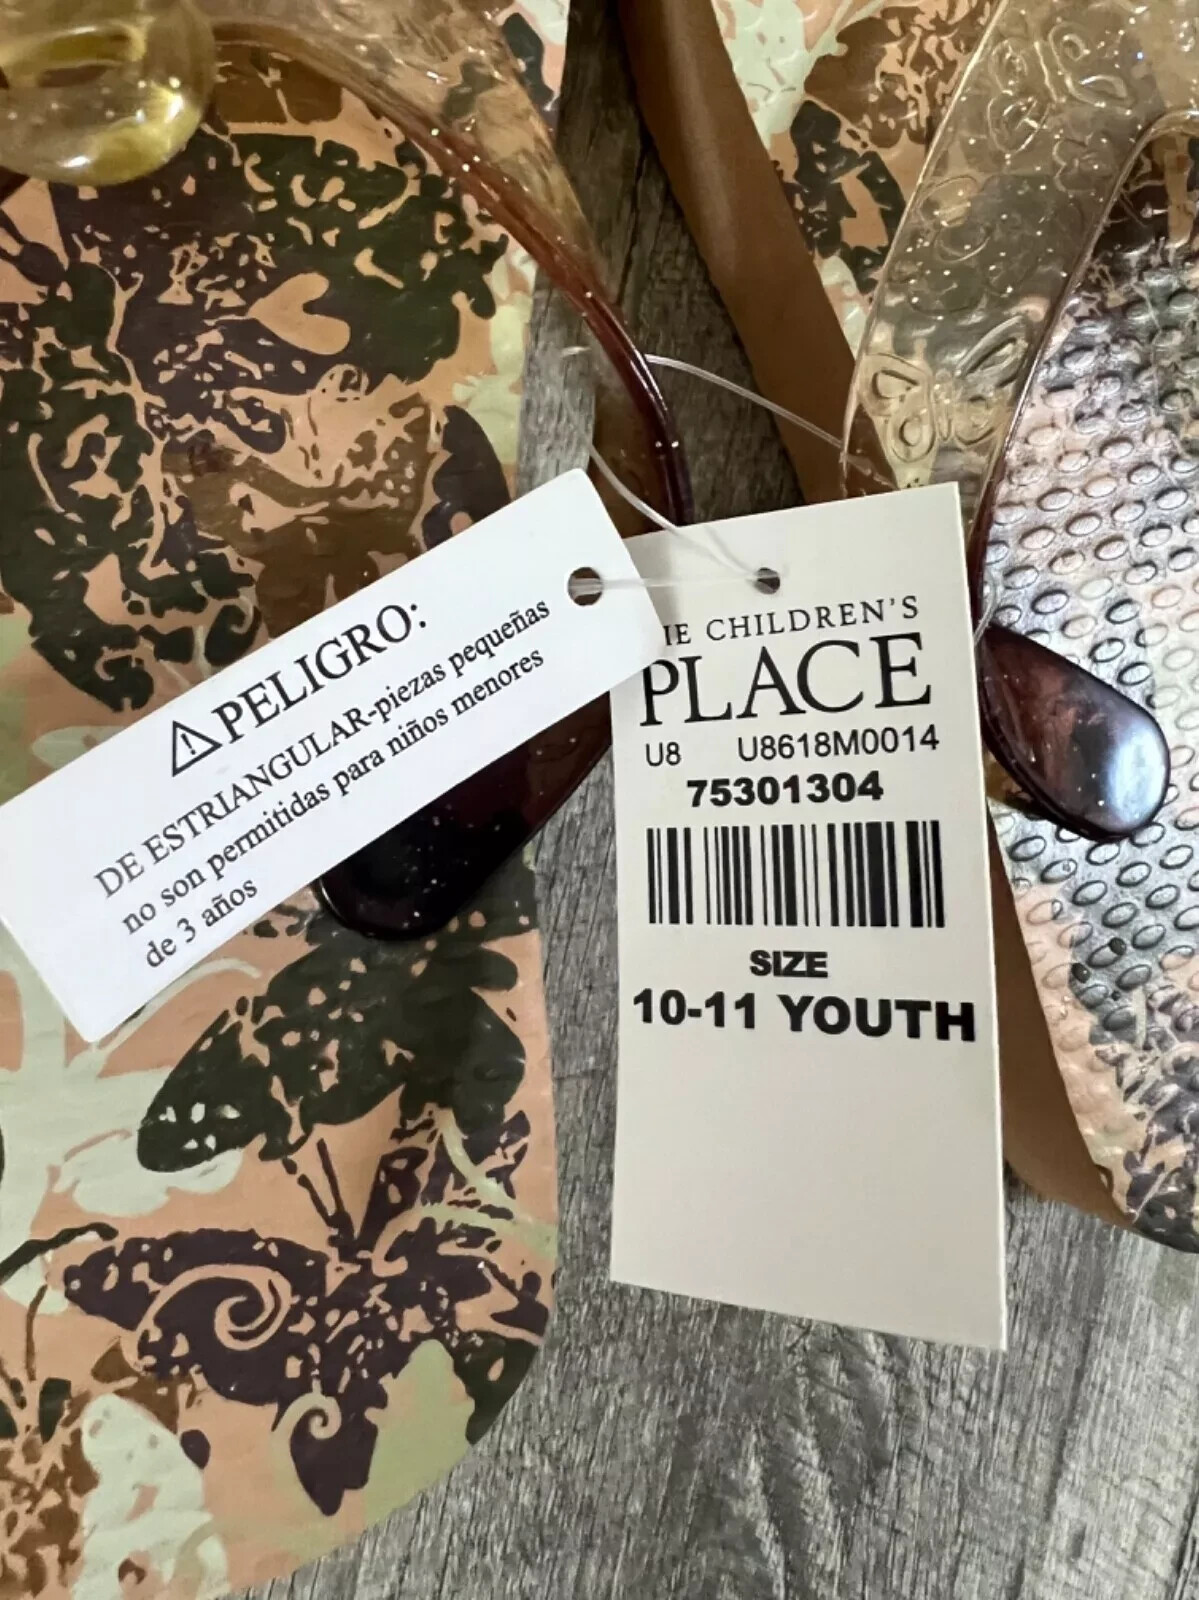 ⚠PELIGRO:
DE ESTRIANGULAR-piezas pequeñas
no son permitidas para niños menores
de 3 años
HE CHILDREN'S
PLACE
U8 U8618M0014
75301304
SIZE
10-11 YOUTH